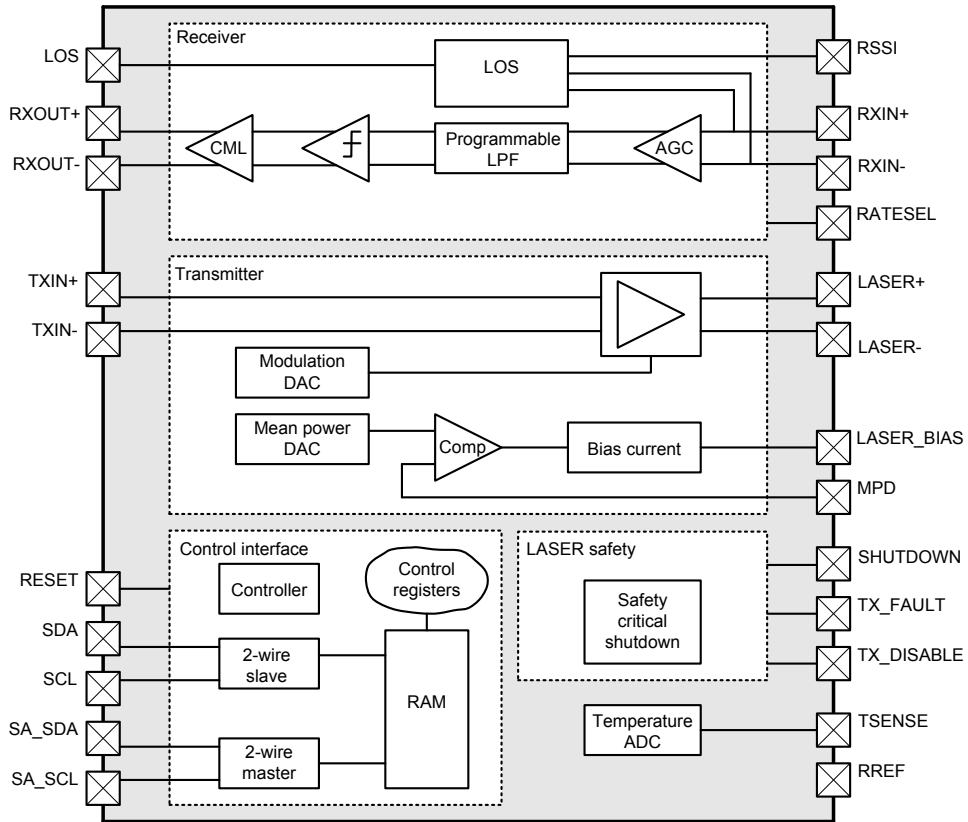 Receiver
LOS
RSSI
LOS
RXOUT+
RXIN+
CML
Programmable
LPF
AGC
RXOUT-
RXIN-
RATESEL
Transmitter
TXIN+
LASER+
TXIN-
LASER-
Modulation
DAC
Mean power
DAC
Comp
Bias current
LASER_BIAS
MPD
Control interface
LASER safety
RESET
Controller
Control
registers
SHUTDOWN
Safety
critical
shutdown
TX_FAULT
SDA
2-wire
slave
TX_DISABLE
SCL
RAM
SA_SDA
2-wire
master
Temperature
ADC
TSENSE
SA_SCL
RREF